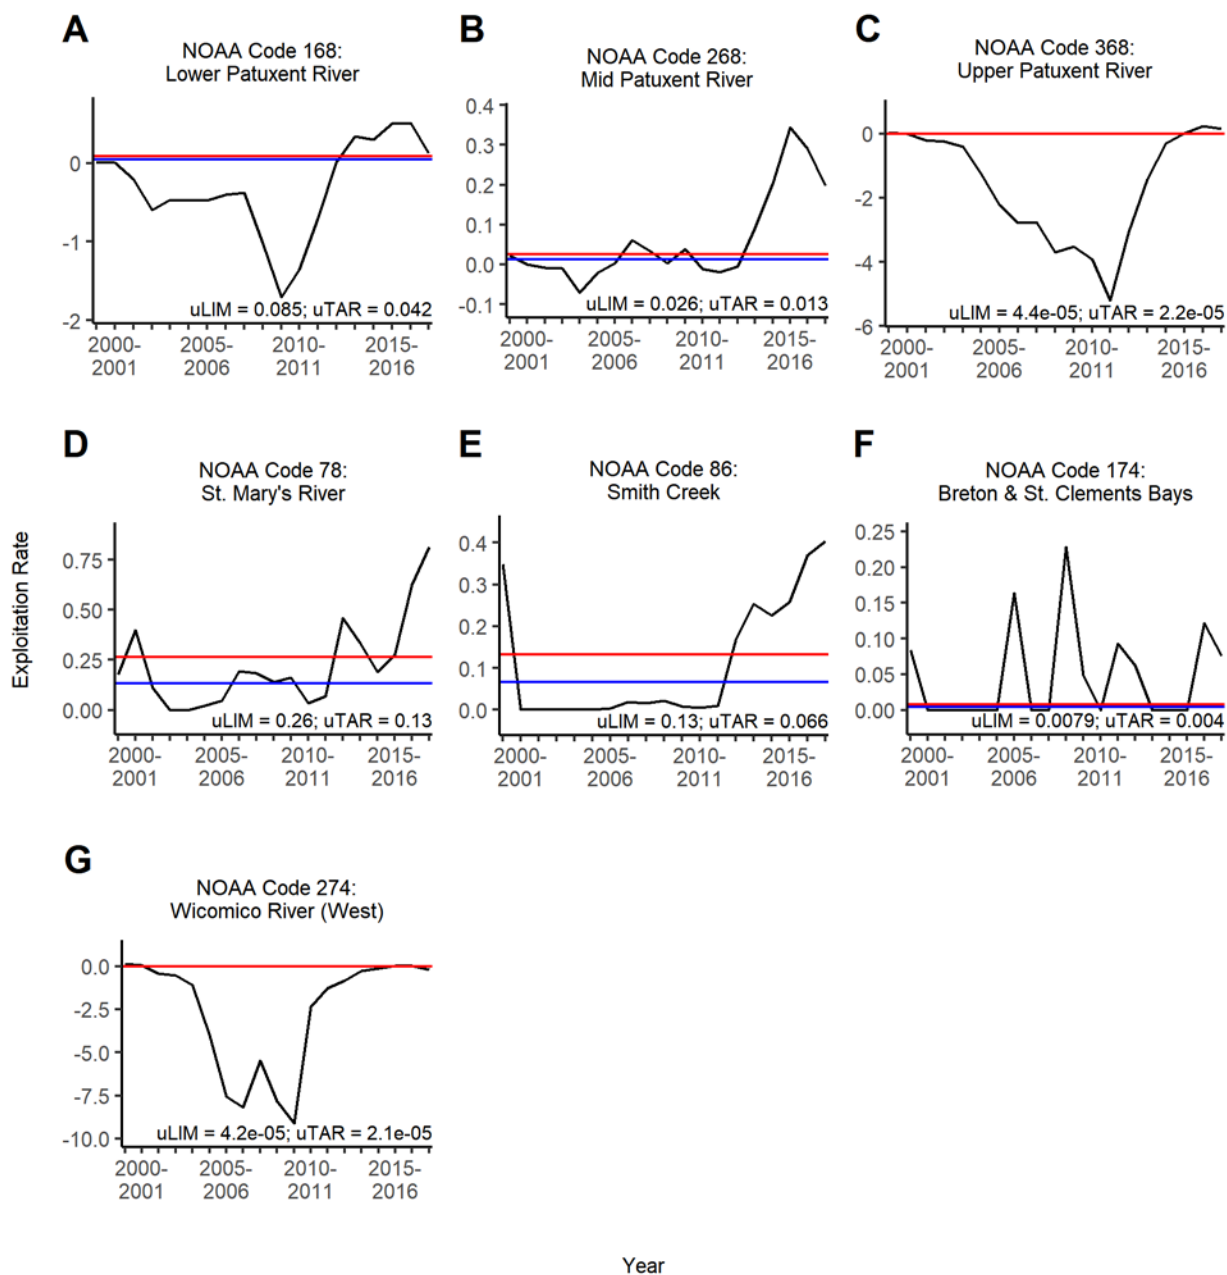 A
NOAA Code 168:
Lower Patuxent River
0
-1
-2
uLIM = 0.085; uTAR = 0.042
2000-
2001
2005-
2006
2010-
2011
2015-
2016
B
NOAA Code 268:
Mid Patuxent River
0.4
0.3
0.2
0.1
0.0
-0.1
uLIM = 0.026; uTAR = 0.013
2000-
2001
2005-
2006
2010-
2011
2015-
2016
C
NOAA Code 368:
Upper Patuxent River
0
-2
-4
-6
uLIM = 4.4e-05; uTAR = 2.2e-05
2000-
2001
2005-
2006
2010-
2011
2015-
2016
Exploitation Rate
D
NOAA Code 78:
St. Mary's River
0.75
0.50
0.25
0.00
uLIM = 0.26; uTAR = 0.13
2000-
2001
2005-
2006
2010-
2011
2015-
2016
E
NOAA Code 86:
Smith Creek
0.4
0.3
0.2
0.1
0.0
uLIM = 0.13; uTAR = 0.066
2000-
2001
2005-
2006
2010-
2011
2015-
2016
F
NOAA Code 174:
Breton & St. Clements Bays
0.25
0.20
0.15
0.10
0.05
0.00
uLIM = 0.0079; uTAR = 0.004
2000-
2001
2005-
2006
2010-
2011
2015-
2016
G
NOAA Code 274:
Wicomico River (West)
0.0
-2.5
-5.0
-7.5
-10.0
uLIM = 4.2e-05; uTAR = 2.1e-05
2000-
2001
2005-
2006
2010-
2011
2015-
2016
Year